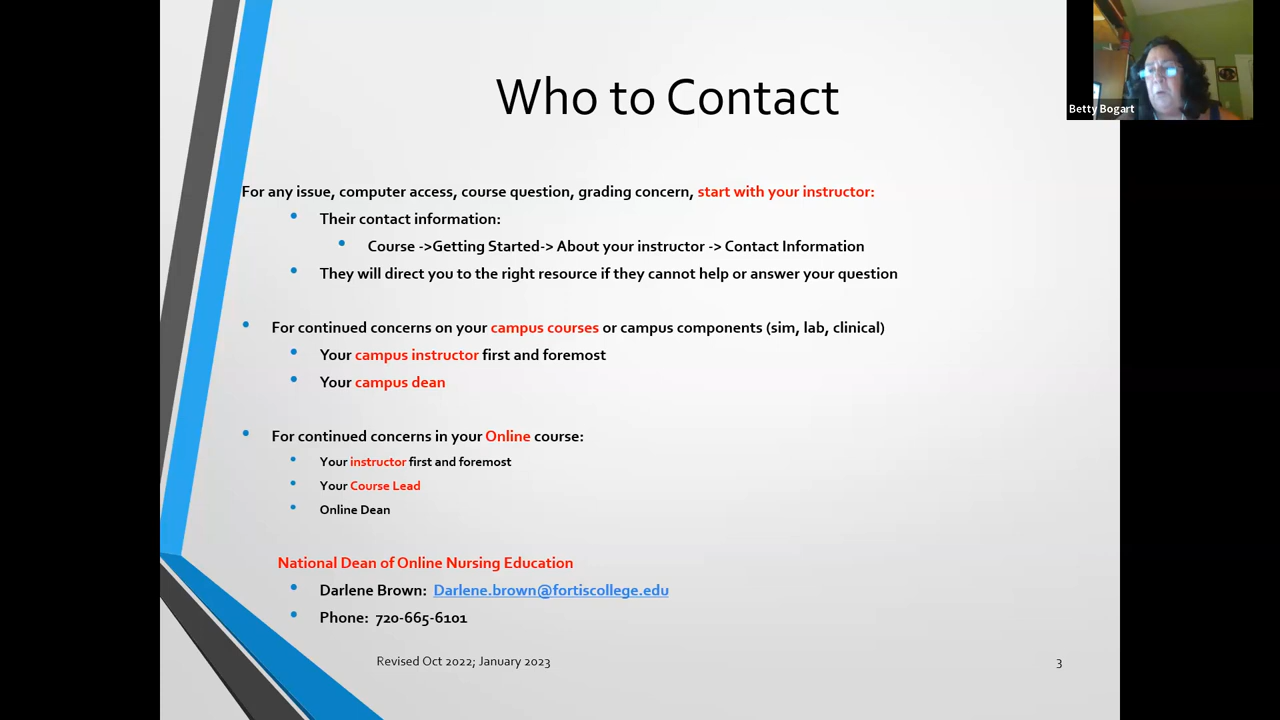 Who to Contact
Betty Bogart
For any issue, computer access, course question, grading concern, start with your instructor:
Their contact information:
Course ->Getting Started-> About your instructor -> Contact Information
They will direct you to the right resource if they cannot help or answer your question
For continued concerns on your campus courses or campus components (sim, lab, clinical)
Your campus instructor first and foremost
Your campus dean
For continued concerns in your Online course:
Your instructor first and foremost
Your Course Lead
Online Dean
National Dean of Online Nursing Education
Darlene Brown: Darlene.brown@fortiscollege.edu
Phone: 720-665-6101
Revised Oct 2022; January 2023
3